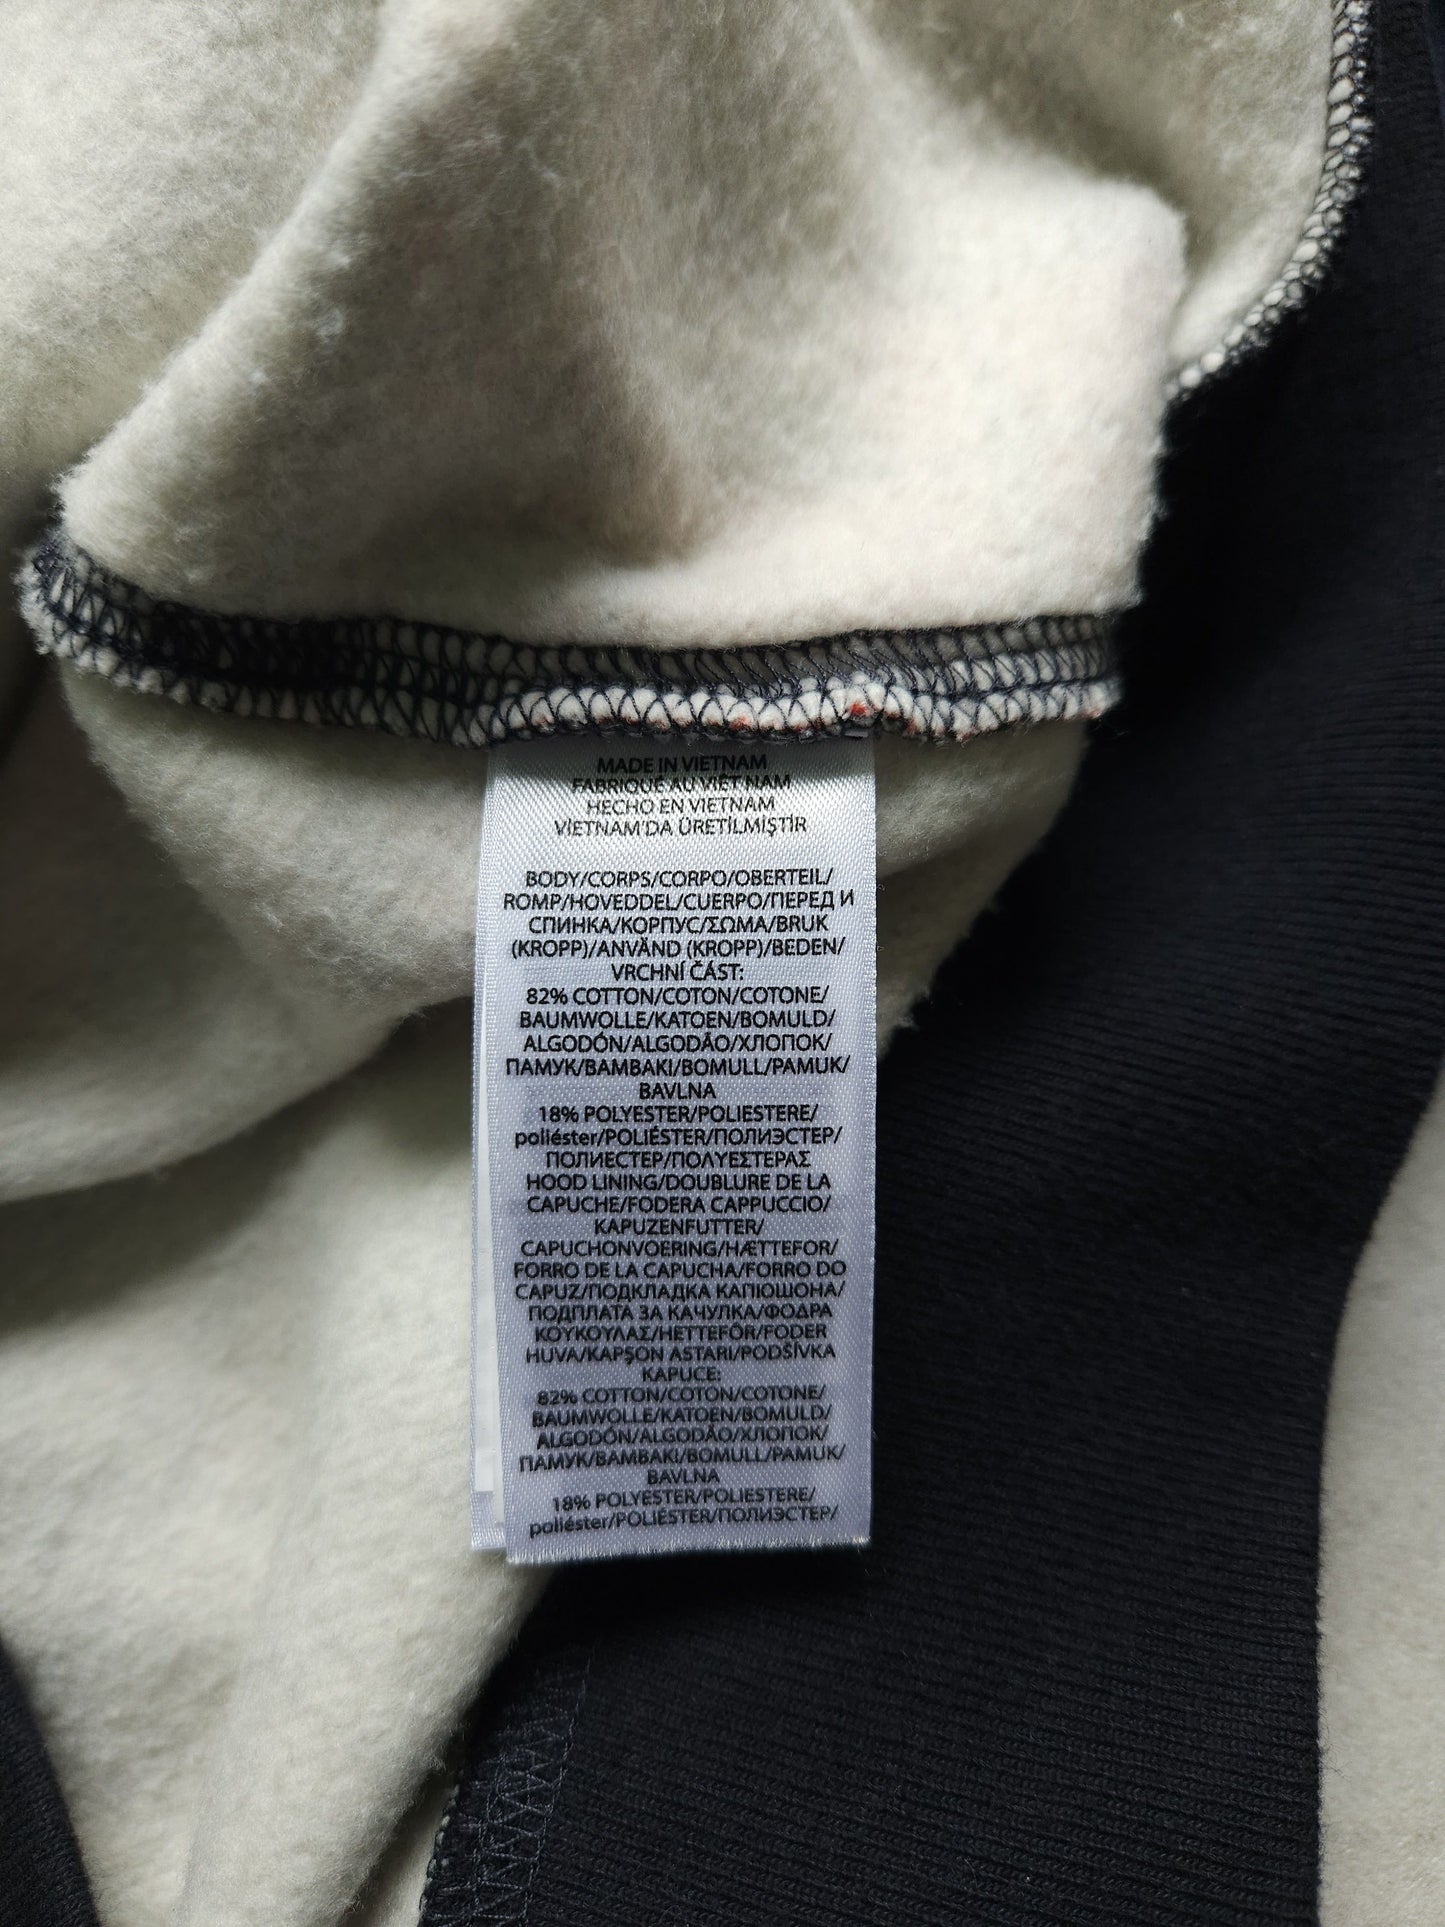 MADE IN VIETNAM
FABRIQUÉ AU VIÊT NAM
HECHO EN VIETNAM
VİETNAM'DA ÜRETİLMİŞTİR
BODY/CORPS/CORPO/OBERTEIL/
ROMP/HOVEDDEL/CUERPO/ПЕРЕД И
СПИНКА/КОРПУС/ΣΩΜΑ/BRUK
(KROPP)/ANVÄND (KROPP)/BEDEN/
VRCHNÍ ČÁST:
82% COTTON/COTON/COTONE/
BAUMWOLLE/KATOEN/BOMULD/
ALGODÓN/ALGODÃO/ХЛОПОК/
ПАМУК/BAMBAKI/BOMULL/PAMUK/
BAVLNA
18% POLYESTER/POLIESTERE/
poliéster/POLIÉSTER/ПОЛИЭСТЕР/
ПОЛИЕСТЕР/ΠΟΛΥΕΣΤΕΡΑΣ
HOOD LINING/DOUBLURE DE LA
CAPUCHE/FODERA CAPPUCCIO/
KAPUZENFUTTER/
CAPUCHONVOERING/HÆTTEFOR/
FORRO DE LA CAPUCHA/FORRO DO
CAPUZ/ПОДКЛАДКА КАПЮШОНА/
ПОДПЛАТА ЗА КАЧУЛКА/ΦΟΔΡΑ
ΚΟΥΚΟΥΛΑΣ/HETTEFÔR/FODER
HUVA/KAPŞON ASTARI/PODŠÍVKA
KAPUCE:
82% COTTON/COTON/COTONE/
BAUMWOLLE/KATOEN/BOMULD/
ALGODÓN/ALGODÃO/ХЛОПОК/
ПАМУК/BAMBAKI/BOMULL/PAMUK/
BAVLNA
18% POLYESTER/POLIESTERE/
poliéster/POLIÉSTER/ПОЛИЭСТЕР/